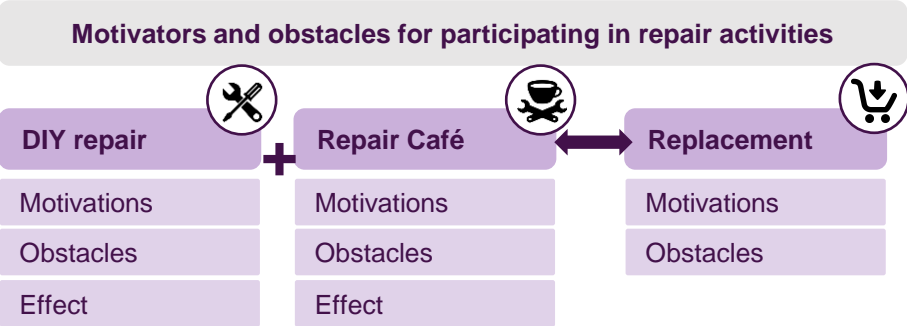 Motivators and obstacles for participating in repair activities
DIY repair
Motivations
Obstacles
Effect
+
Repair Café
Motivations
Obstacles
Effect
Replacement
Motivations
Obstacles